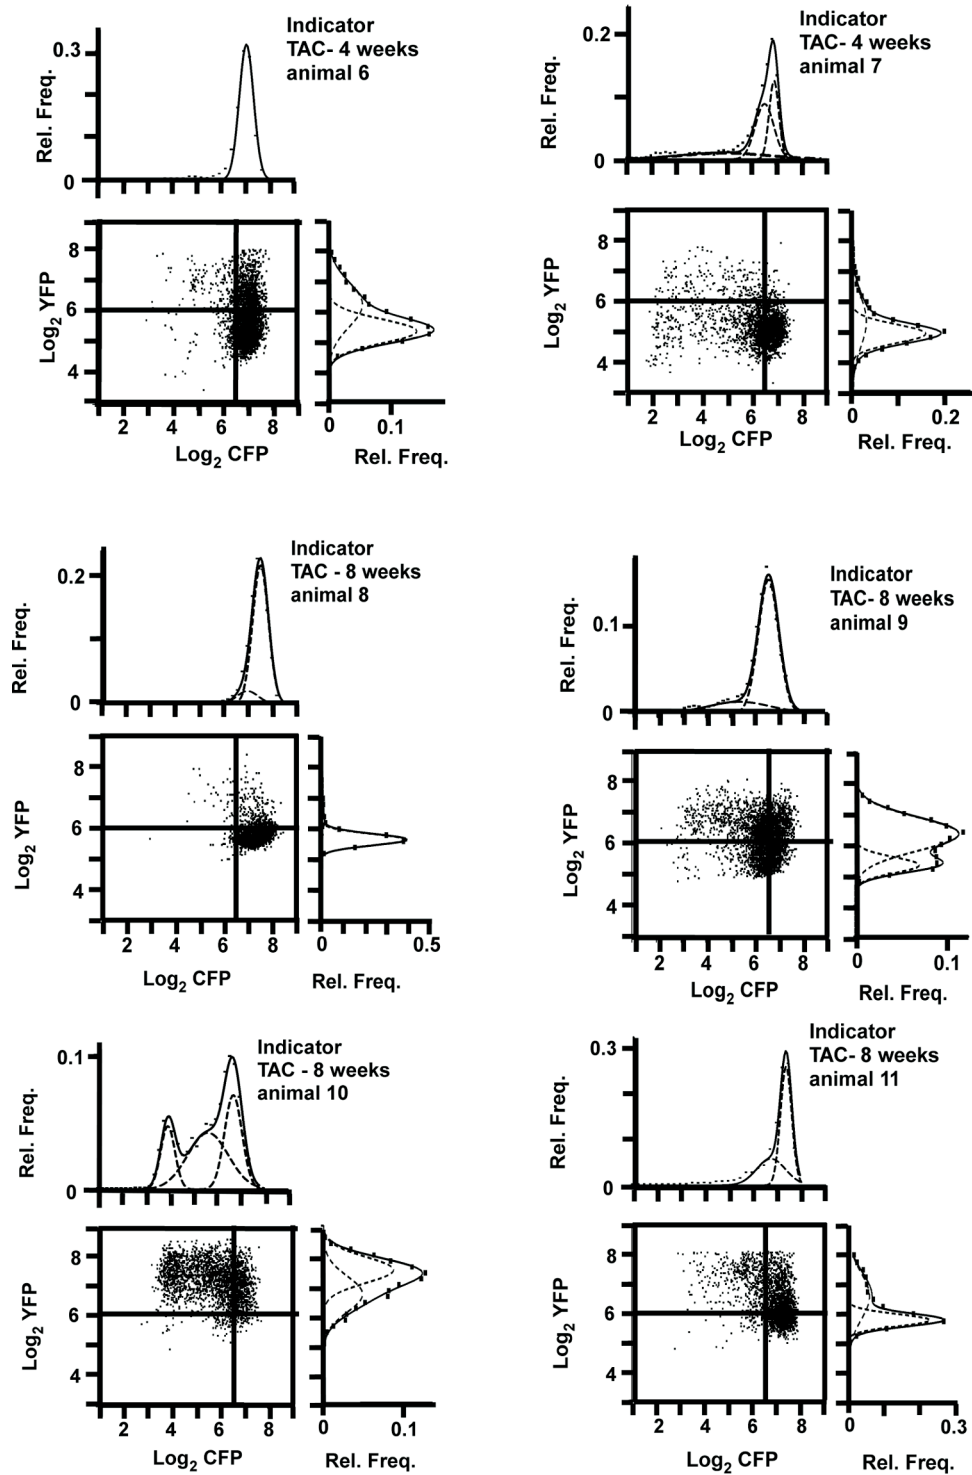 Indicator
TAC- 4 weeks
animal 6
Rel. Freq.
0.3
0
Log2 YFP
8
6
4
2 4 6 8
Log2 CFP
0 0.1
Rel. Freq.
Indicator
TAC- 4 weeks
animal 7
Rel. Freq.
0.2
0.1
0
2 4 6 8
Log2 YFP
8
6
4
2 4 6 8
Log2 CFP
0 0.2
Rel. Freq.
Indicator
TAC - 8 weeks
animal 8
Rel. Freq.
0.2
0
Log2 YFP
8
6
4
0 2 4 6 8
Log2 CFP
0 0.5
Rel. Freq.
Indicator
TAC- 8 weeks
animal 9
Rel. Freq.
0.1
0
Log2 YFP
8
6
4
2 4 6 8
Log2 CFP
0 0.1
Rel. Freq.
Indicator
TAC - 8 weeks
animal 10
Rel. Freq.
0.1
0
Log2 YFP
8
6
4
2 4 6 8
Log2 CFP
0 0.1
Rel. Freq.
Indicator
TAC- 8 weeks
animal 11
Rel. Freq.
0.3
0
Log2 YFP
8
6
4
0 2 4 6 8
Log2 CFP
0 0.3
Rel. Freq.